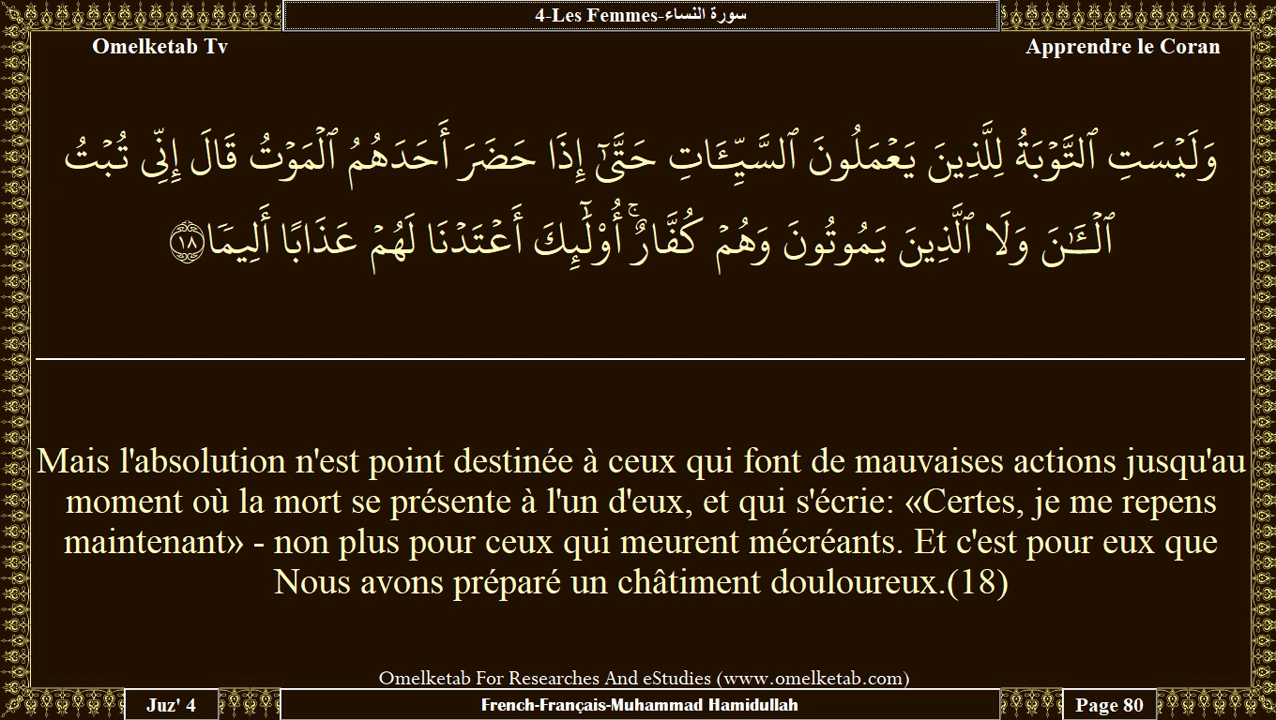 4-Les Femmes-سورة النساء
Omelketab Tv
Apprendre le Coran
وَلَيۡسَتِ ٱلتَّوۡبَةُ لِلَّذِينَ يَعۡمَلُونَ ٱلسَّيِّـَٔاتِ حَتَّىٰٓ إِذَا حَضَرَ أَحَدَهُمُ ٱلۡمَوۡتُ قَالَ إِنِّي تُبۡتُ
ٱلۡـَٰٔنَ وَلَا ٱلَّذِينَ يَمُوتُونَ وَهُمۡ كُفَّارٌۚ أُوْلَٰٓئِكَ أَعۡتَدۡنَا لَهُمۡ عَذَابًا أَلِيمٗا ١٨
Mais l'absolution n'est point destinée à ceux qui font de mauvaises actions jusqu'au
moment où la mort se présente à l'un d'eux, et qui s'écrie: «Certes, je me repens
maintenant» - non plus pour ceux qui meurent mécréants. Et c'est pour eux que
Nous avons préparé un châtiment douloureux.(18)
Omelketab For Researches And eStudies (www.omelketab.com)
Juz' 4
French-Français-Muhammad Hamidullah
Page 80